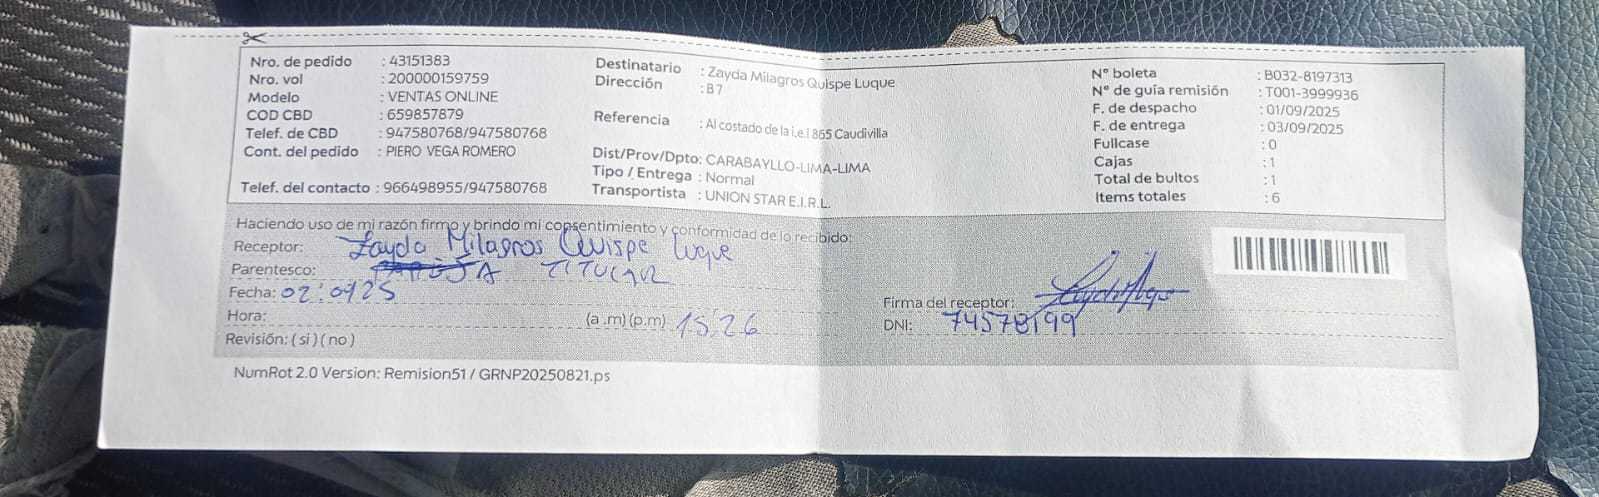 Nro. de pedido : 43151383
Nro. vol : 200000159759
Modelo : VENTAS ONLINE
COD CBD : 659857879
Telef. de CBD : 947580768/947580768
Cont. del pedido : PIERO VEGA ROMERO
Telef. del contacto : 966498955/947580768
Destinatario : Zayda Milagros Quispe Luque
Dirección : B7
Referencia : Al costado de la i.e.i 865 Caudivilla
Dist/Prov/Dpto: CARABAYLLO-LIMA-LIMA
Tipo / Entrega : Normal
Transportista : UNION STAR E.I.R.L.
N° boleta : B032-8197313
N° de guía remisión : T001-3999936
F. de despacho : 01/09/2025
F. de entrega : 03/09/2025
Fullcase : 0
Cajas : 1
Total de bultos : 1
Items totales : 6
Haciendo uso de mi razón firmo y brindo mi consentimiento y conformidad de lo recibido:
Receptor: Zayda Milagros Quispe Luque
Parentesco: TITULAR
Fecha: 02 09 25
Hora: (a .m) (p.m) 15:26
Revisión: ( si ) ( no )
Firma del receptor:
DNI: 74578199
NumRot 2.0 Version: Remision51 / GRNP20250821.ps